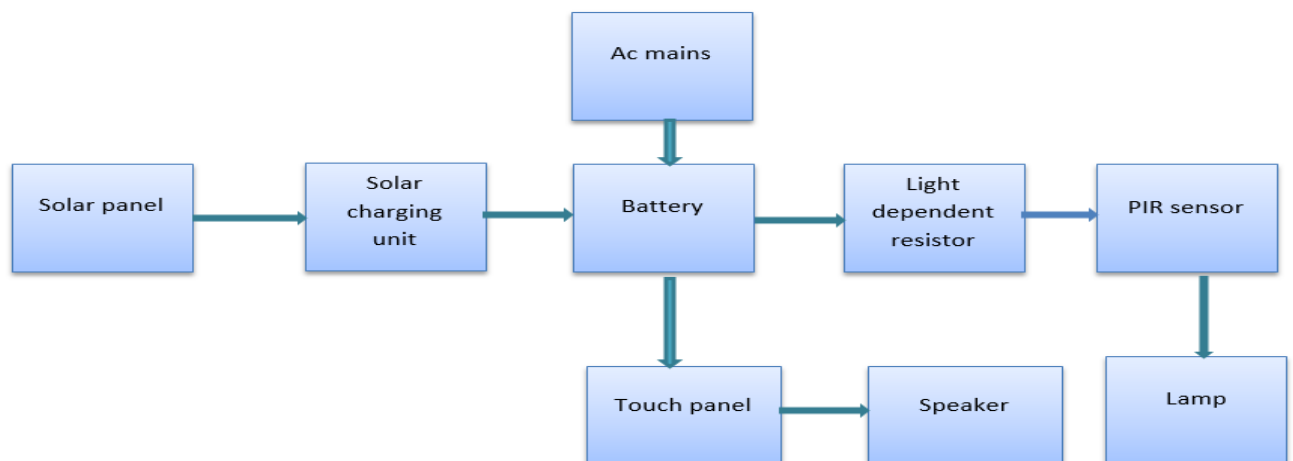 Ac mains
Solar panel
Solar
charging
unit
Battery
Light
dependent
resistor
PIR sensor
Touch panel
Speaker
Lamp